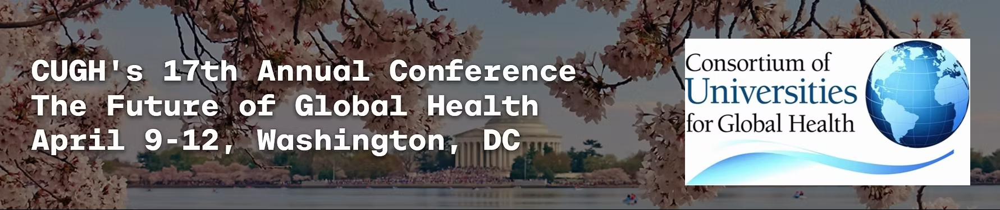 CUGH's 17th Annual Conference
The Future of Global Health
April 9-12, Washington, DC
Consortium of
Universities
for Global Health